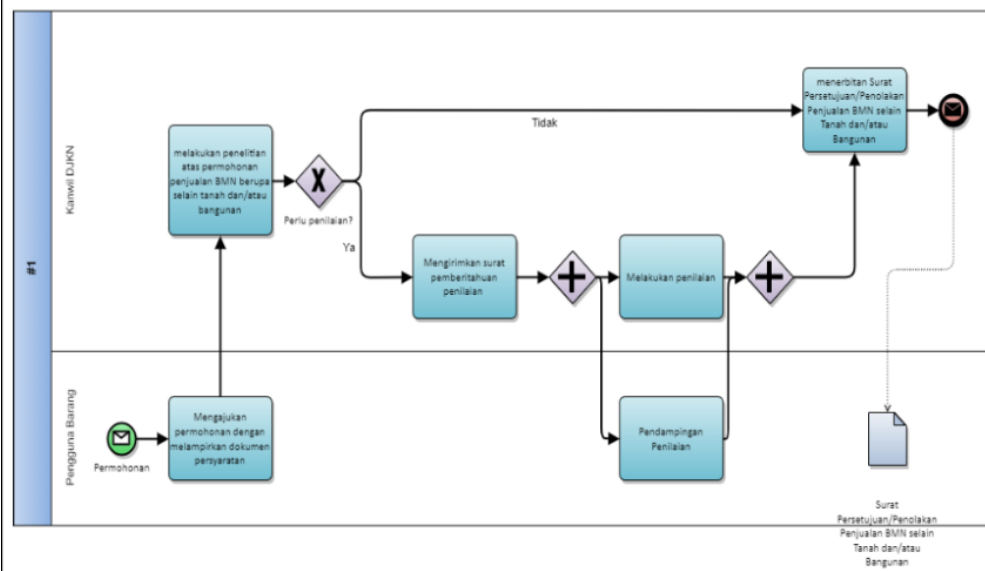 #1
Kanwil DJKN
melakukan penelitian
atas permohonan
penjualan BMN berupa
selain tanah dan/atau
bangunan
X
Perlu penilaian?
Tidak
Ya
Mengirimkan surat
pemberitahuan
penilaian
Melakukan penilaian
menerbitan Surat
Persetujuan/Penolakan
Penjualan BMN selain
Tanah dan/atau
Bangunan
Pengguna Barang
Permohonan
Mengajukan
permohonan dengan
melampirkan dokumen
persyaratan
Pendampingan
Penilaian
Surat
Persetujuan/Penolakan
Penjualan BMN selain
Tanah dan/atau
Bangunan